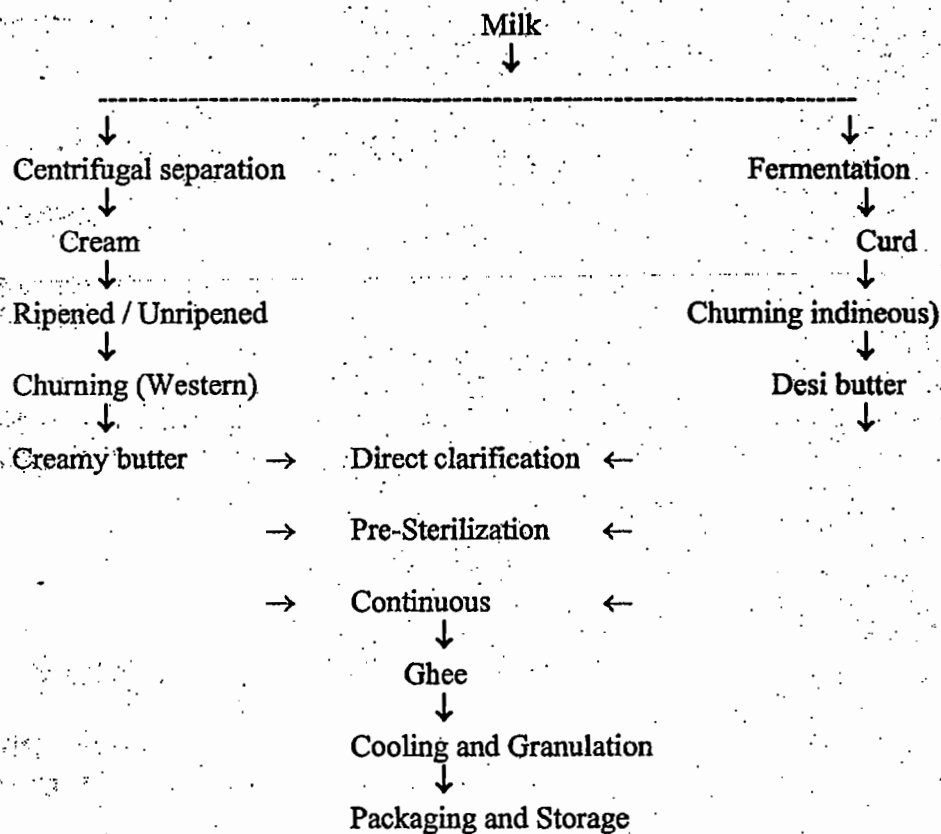 Milk
Centrifugal separation Fermentation
Cream Curd
Ripened / Unripened Churning indineous)
Churning (Western) Desi butter
Creamy butter → Direct clarification ←
→ Pre-Sterilization ←
→ Continuous ←
Ghee
Cooling and Granulation
Packaging and Storage